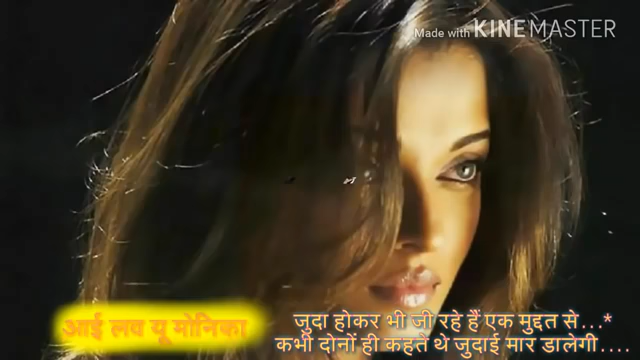 Made with KINEMASTER
आई लव यू मोनिका
जुदा होकर भी जी रहे हैं एक मुद्दत से...*
कभी दोनों ही कहते थे जुदाई मार डालेगी....